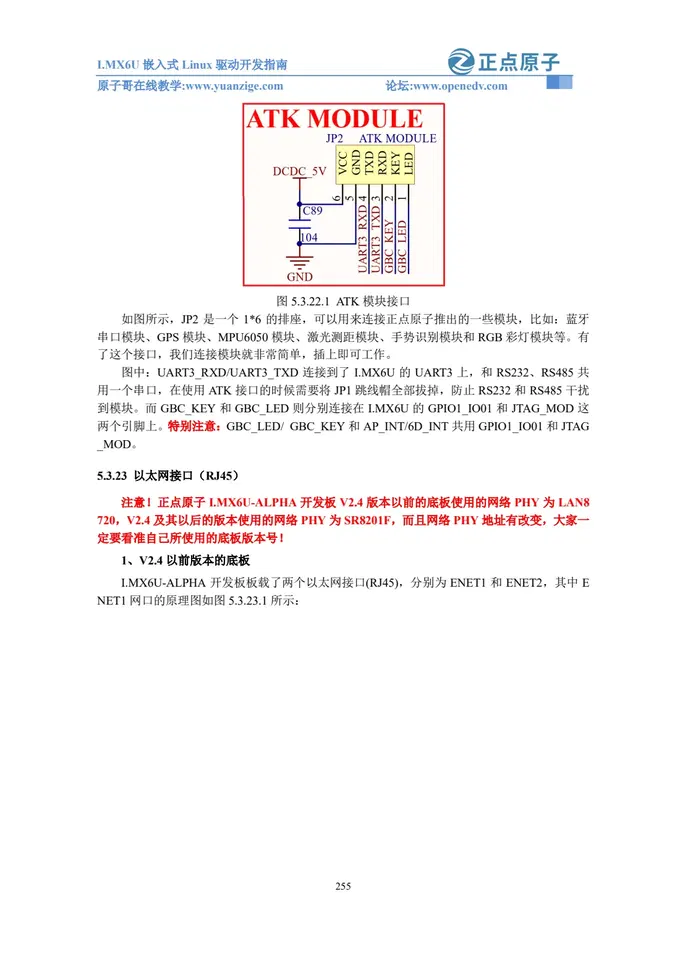 I.MX6U 嵌入式 Linux 驱动开发指南
正点原子
原子哥在线教学:www.yuanzige.com 论坛:www.openedv.com
ATK MODULE
JP2 ATK MODULE
VCC
GND
TXD
RXD
KEY
LED
DCDC_5V
6
5
4
3
2
1
C89
104
UART3_RXD
UART3_TXD
GBC_KEY
GBC_LED
GND
图 5.3.22.1 ATK 模块接口
如图所示，JP2 是一个 1*6 的排座，可以用来连接正点原子推出的一些模块，比如：蓝牙
串口模块、GPS 模块、MPU6050 模块、激光测距模块、手势识别模块和 RGB 彩灯模块等。有
了这个接口，我们连接模块就非常简单，插上即可工作。
图中：UART3_RXD/UART3_TXD 连接到了 I.MX6U 的 UART3 上，和 RS232、RS485 共
用一个串口，在使用 ATK 接口的时候需要将 JP1 跳线帽全部拔掉，防止 RS232 和 RS485 干扰
到模块。而 GBC_KEY 和 GBC_LED 则分别连接在 I.MX6U 的 GPIO1_IO01 和 JTAG_MOD 这
两个引脚上。特别注意：GBC_LED/ GBC_KEY 和 AP_INT/6D_INT 共用 GPIO1_IO01 和 JTAG
_MOD。
5.3.23 以太网接口（RJ45）
注意！正点原子 I.MX6U-ALPHA 开发板 V2.4 版本以前的底板使用的网络 PHY 为 LAN8
720，V2.4 及其以后的版本使用的网络 PHY 为 SR8201F，而且网络 PHY 地址有改变，大家一
定要看准自己所使用的底板版本号！
1、V2.4 以前版本的底板
I.MX6U-ALPHA 开发板板载了两个以太网接口(RJ45)，分别为 ENET1 和 ENET2，其中 E
NET1 网口的原理图如图 5.3.23.1 所示：
255